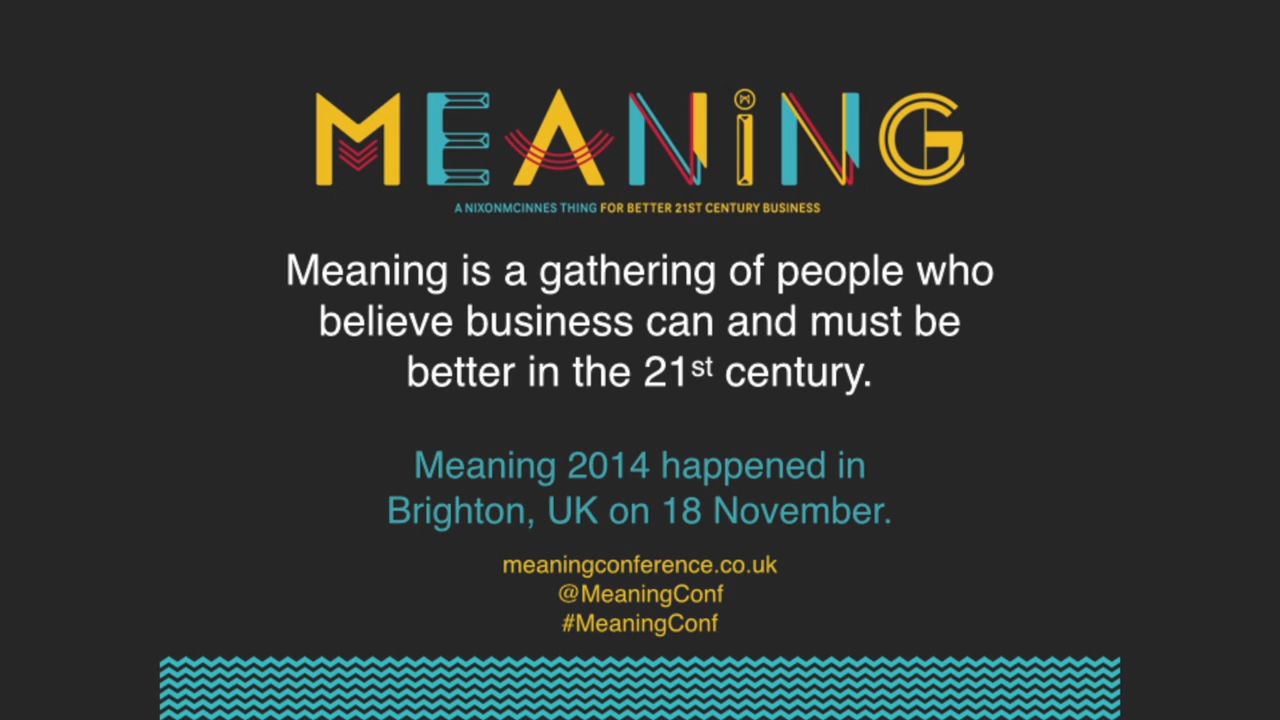 MEANiNG
A NIXONMCINNES THING FOR BETTER 21ST CENTURY BUSINESS
Meaning is a gathering of people who
believe business can and must be
better in the 21st century.
Meaning 2014 happened in
Brighton, UK on 18 November.
meaningconference.co.uk
@MeaningConf
#MeaningConf